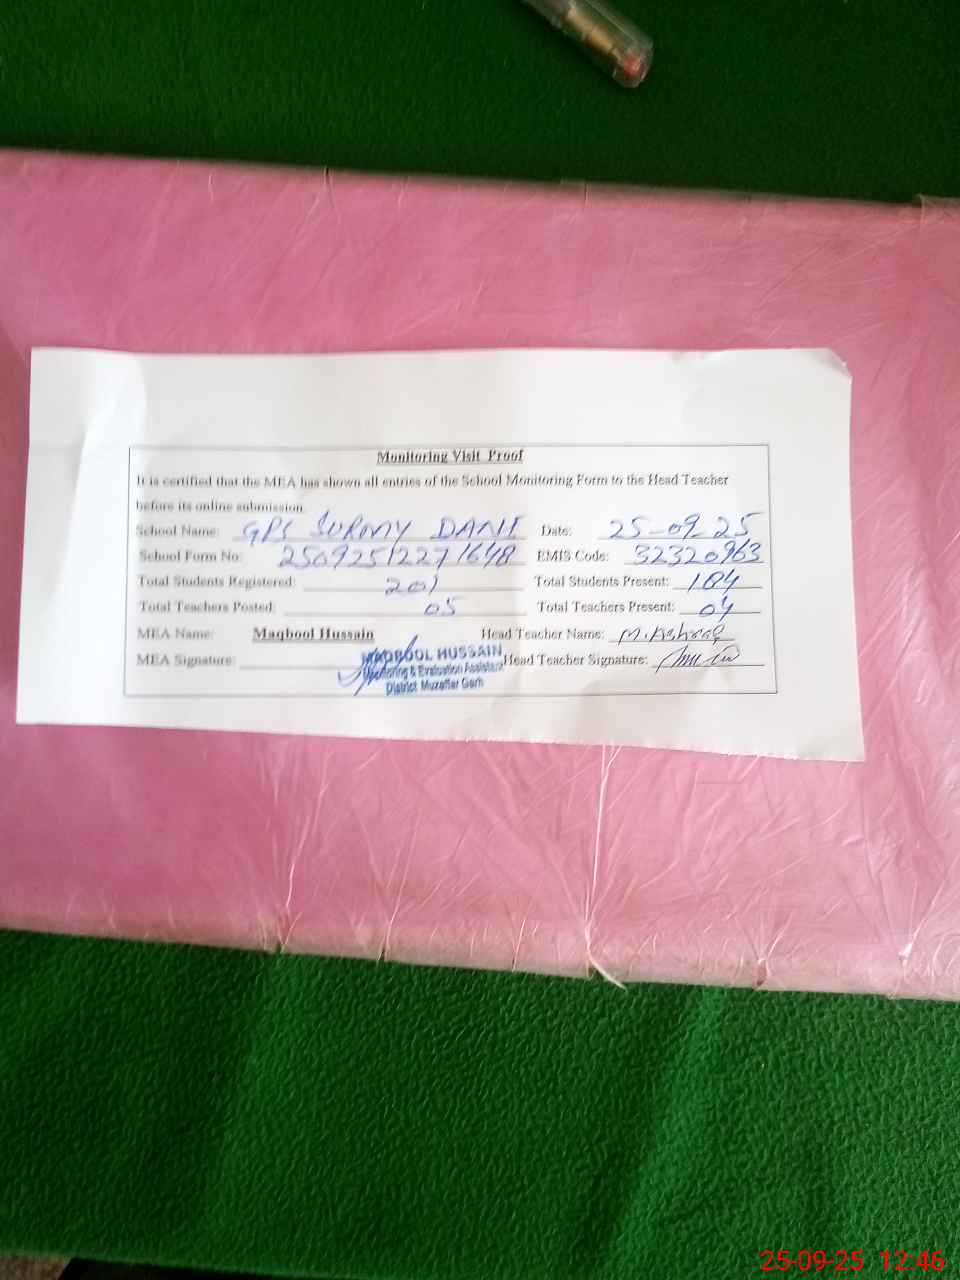 Monitoring Visit Proof
It is certified that the MEA has shown all entries of the School Monitoring Form to the Head Teacher
before its online submission.
School Name: GPS Date: 25-09-25
School Form No: 25092512271648 EMIS Code: 32320963
Total Students Registered: 201 Total Students Present: 184
Total Teachers Posted: 05 Total Teachers Present: 04
MEA Name: Maqbool Hussain Head Teacher Name: M. Ashraf
MEA Signature: MAQBOOL HUSSAIN Head Teacher Signature:
Monitoring & Evaluation Assistant
District Muzaffar Garh
25-09-25 12:46